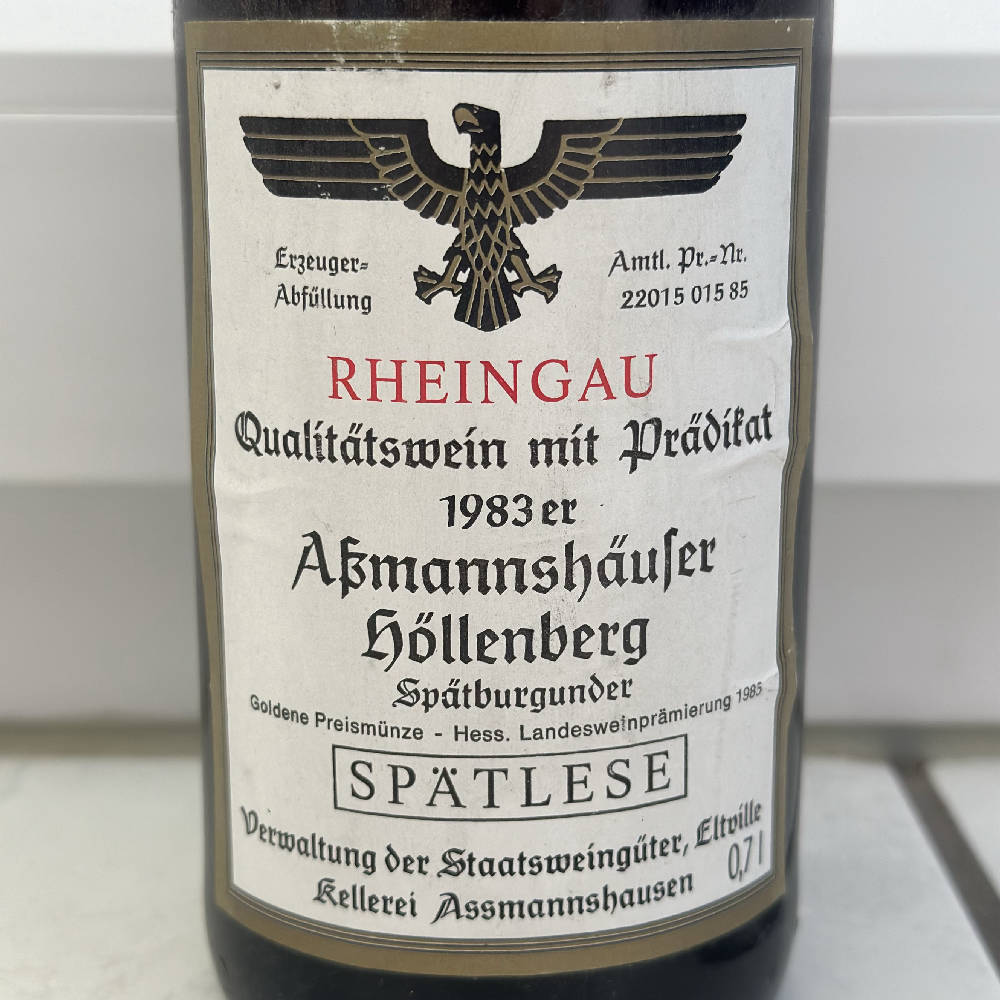 Erzeuger-
Abfüllung
Amtl. Pr.-Nr.
22015 015 85
RHEINGAU
Qualitätswein mit Prädikat
1983er
Aßmannshäuſer
Höllenberg
Spätburgunder
Goldene Preismünze - Hess. Landesweinprämierung 1985
SPÄTLESE
Verwaltung der Staatsweingüter, Eltville
0,7 l
Kellerei Assmannshausen